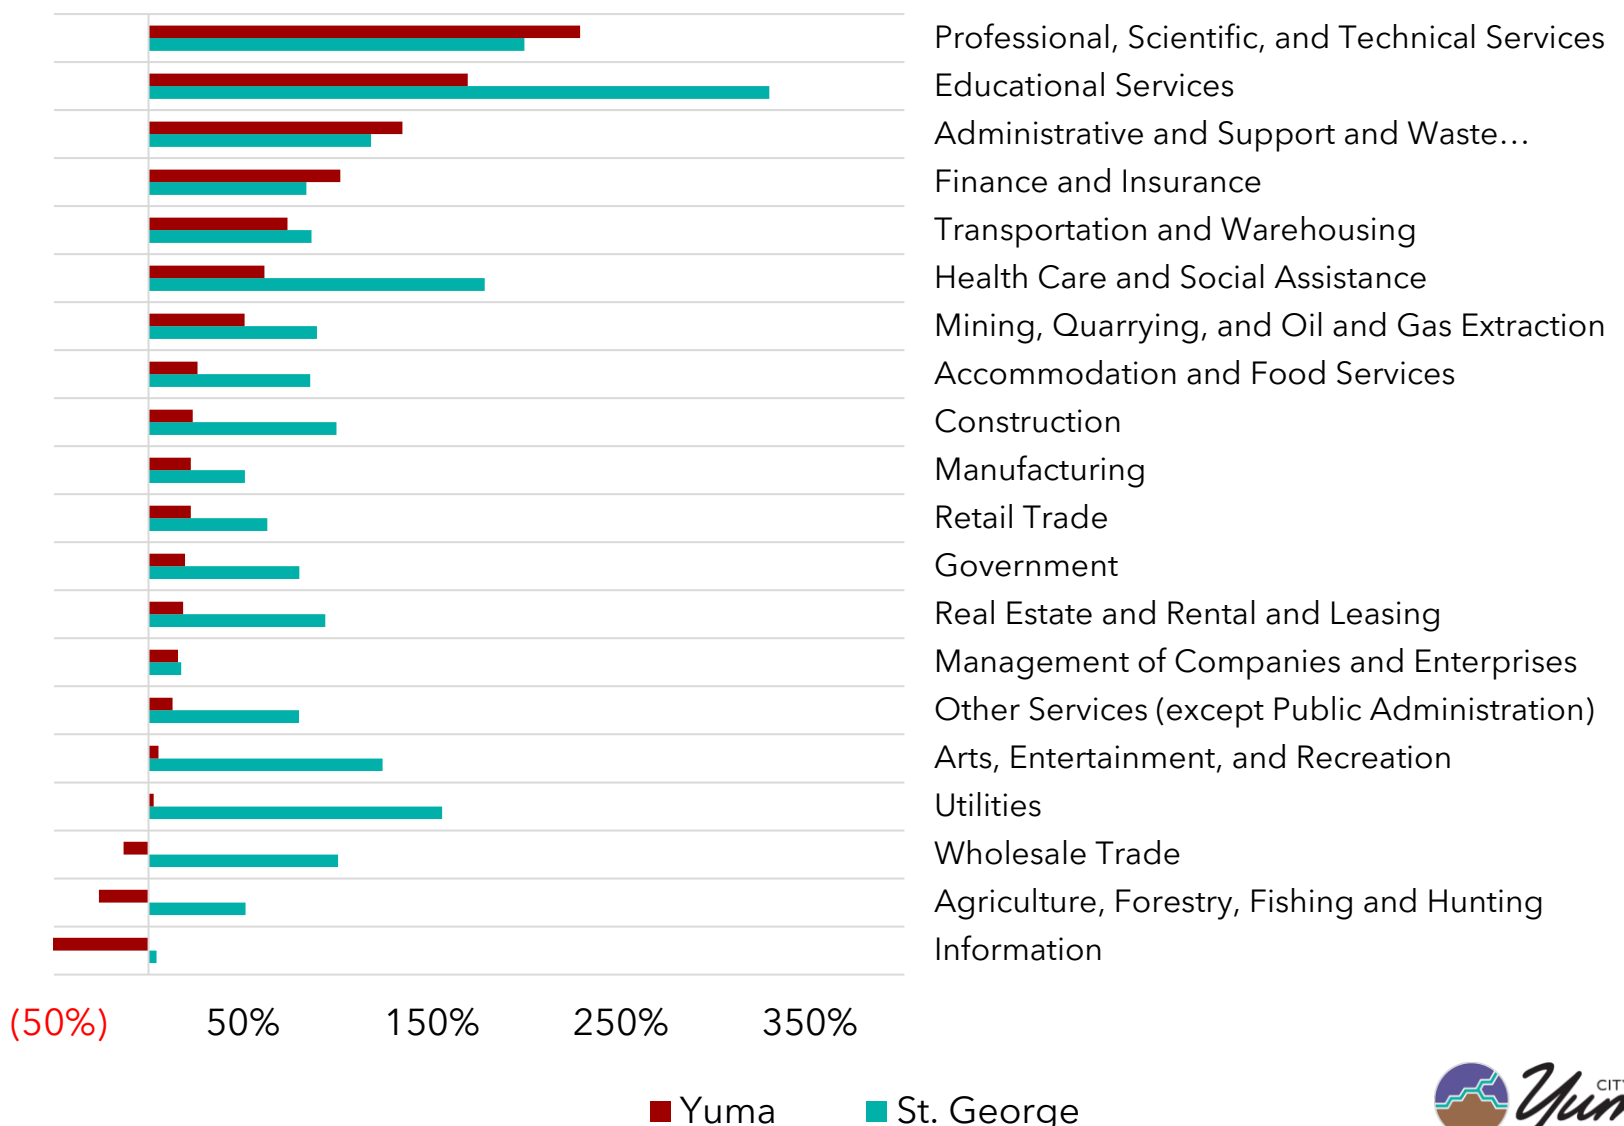 Professional, Scientific, and Technical Services
Educational Services
Administrative and Support and Waste…
Finance and Insurance
Transportation and Warehousing
Health Care and Social Assistance
Mining, Quarrying, and Oil and Gas Extraction
Accommodation and Food Services
Construction
Manufacturing
Retail Trade
Government
Real Estate and Rental and Leasing
Management of Companies and Enterprises
Other Services (except Public Administration)
Arts, Entertainment, and Recreation
Utilities
Wholesale Trade
Agriculture, Forestry, Fishing and Hunting
Information
(50%) 50% 150% 250% 350%
Yuma St. George
CITY
Yum